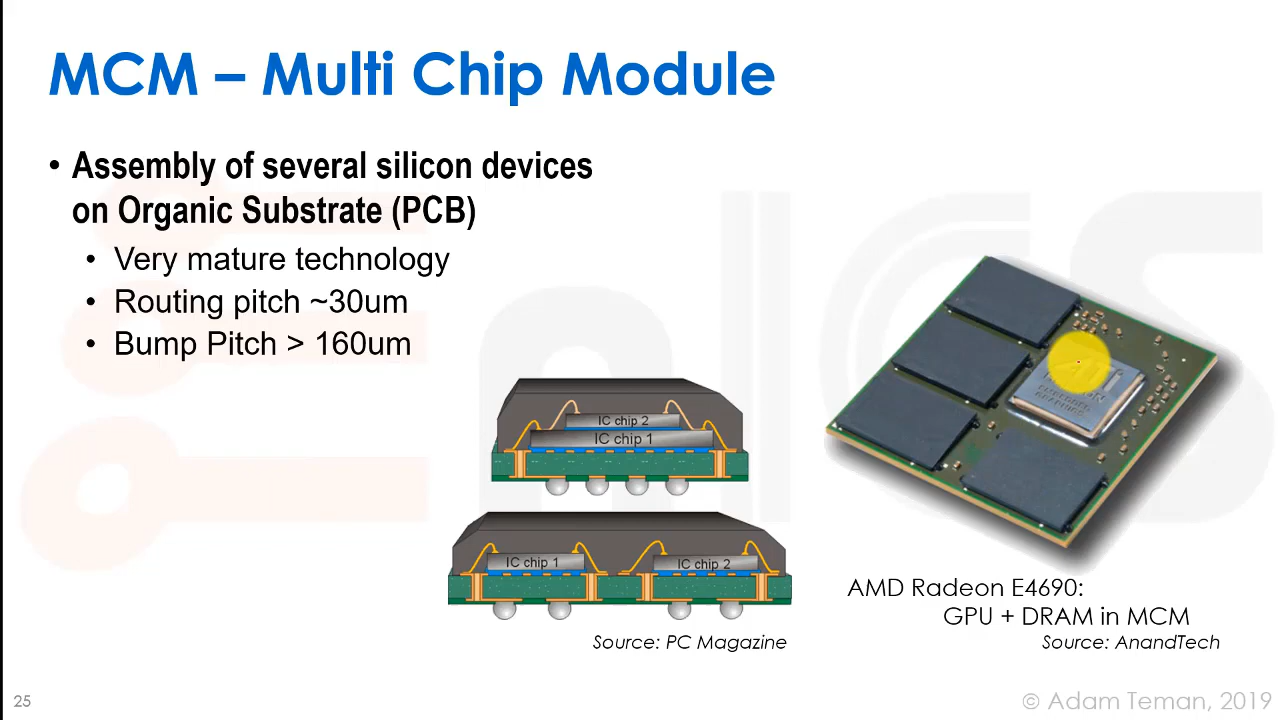 MCM – Multi Chip Module
• Assembly of several silicon devices
on Organic Substrate (PCB)
• Very mature technology
• Routing pitch ~30um
• Bump Pitch > 160um
IC chip 2
IC chip 1
IC chip 1
IC chip 2
Source: PC Magazine
AMD Radeon E4690:
GPU + DRAM in MCM
Source: AnandTech
25
© Adam Teman, 2019